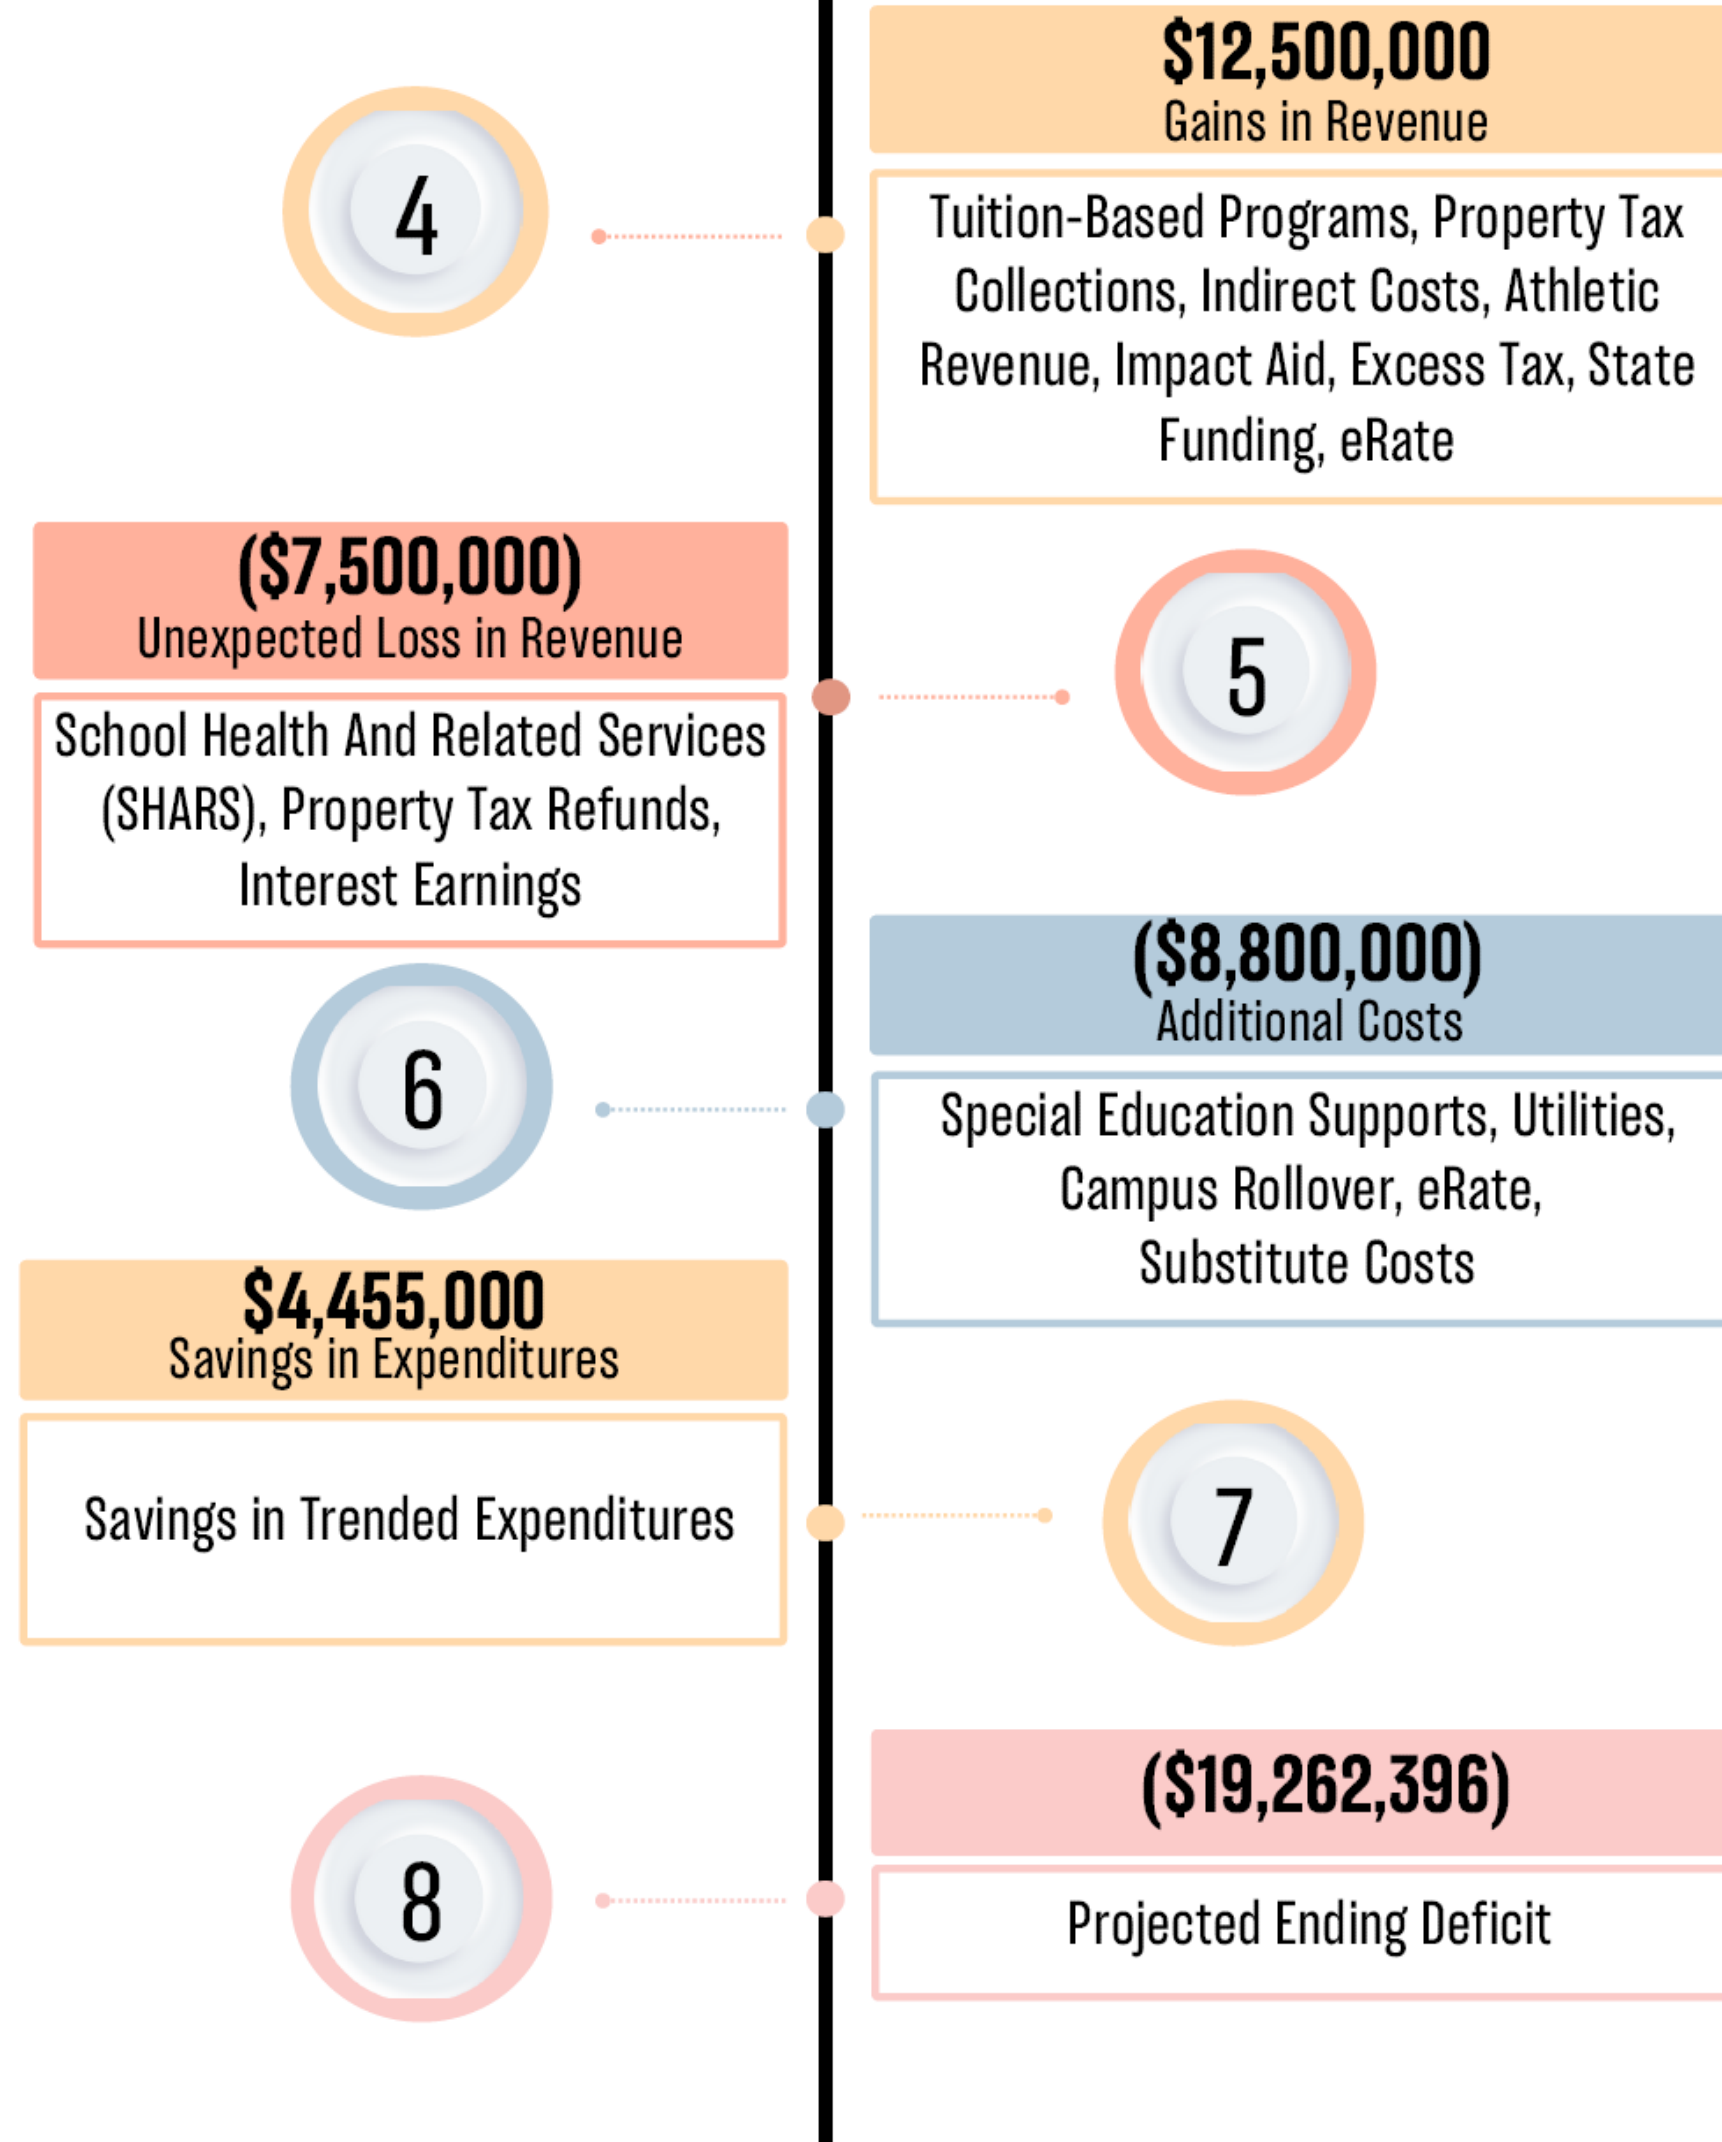 $12,500,000
Gains in Revenue
4
Tuition-Based Programs, Property Tax
Collections, Indirect Costs, Athletic
Revenue, Impact Aid, Excess Tax, State
Funding, eRate
($7,500,000)
Unexpected Loss in Revenue
5
School Health And Related Services
(SHARS), Property Tax Refunds,
Interest Earnings
($8,800,000)
Additional Costs
6
Special Education Supports, Utilities,
Campus Rollover, eRate,
Substitute Costs
$4,455,000
Savings in Expenditures
7
Savings in Trended Expenditures
($19,262,396)
8
Projected Ending Deficit